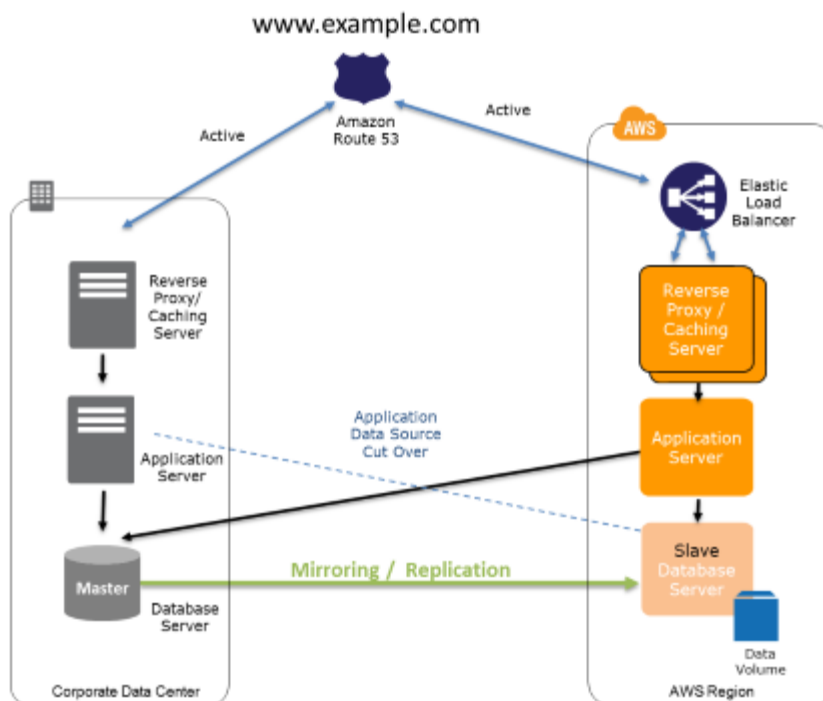 www.example.com
Amazon
Route 53
Active
Active
AWS
Elastic
Load
Balancer
Reverse
Proxy/
Caching
Server
Reverse
Proxy /
Caching
Server
Application
Data Source
Cut Over
Application
Server
Application
Server
Master
Database
Server
Mirroring / Replication
Slave
Database
Server
Data
Volume
Corporate Data Center
AWS Region